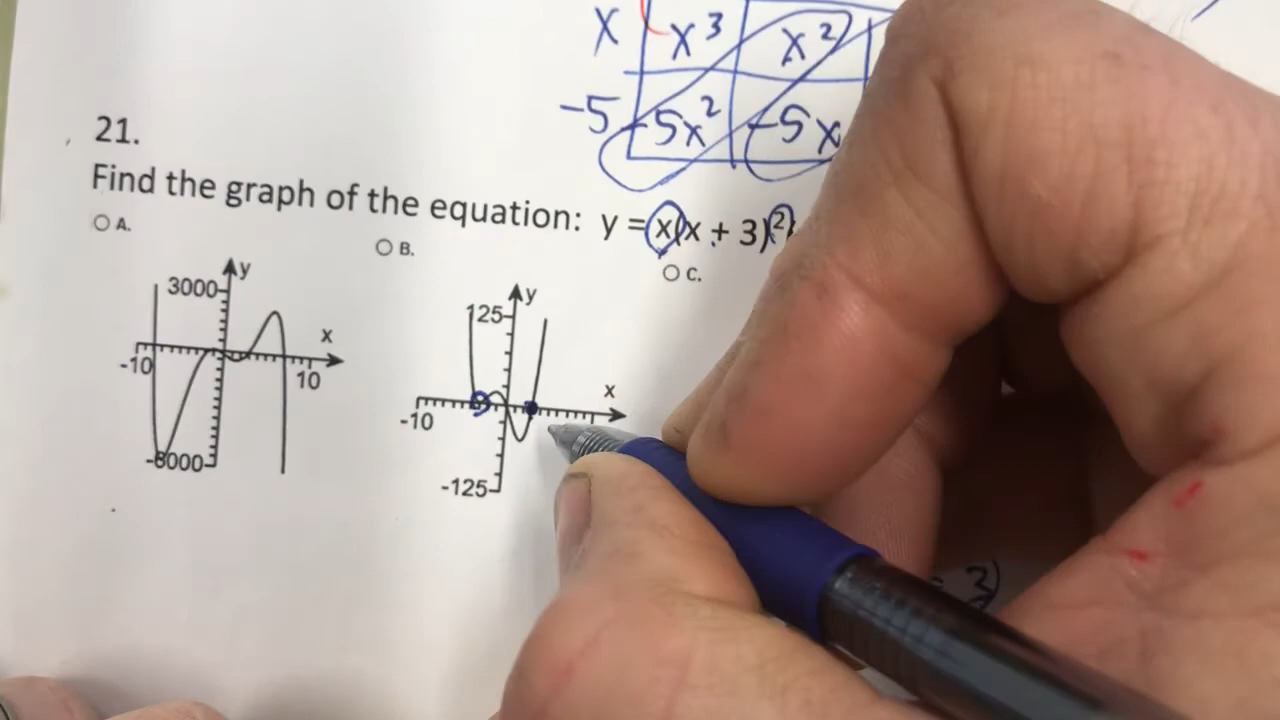 x x³ x²
-5 -5x² -5x
21.
Find the graph of the equation: y = x(x + 3)²
A.
B.
C.
y
3000
x
-10
10
-8000
y
125
x
-10
-125